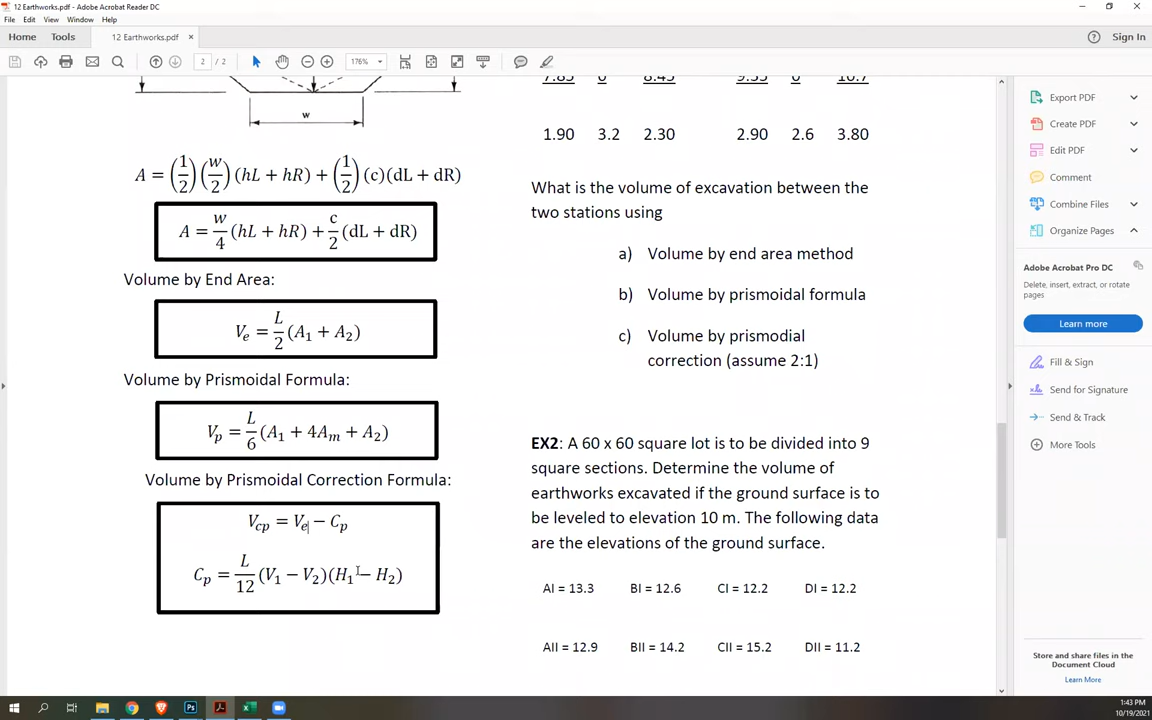 12 Earthworks.pdf - Adobe Acrobat Reader DC
File Edit View Window Help
Home Tools 12 Earthworks.pdf × Sign In
2 / 2 176%
w
A = (1/2)(w/2)(hL + hR) + (1/2)(c)(dL + dR)
A = w/4 (hL + hR) + c/2 (dL + dR)
Volume by End Area:
Ve = L/2 (A1 + A2)
Volume by Prismoidal Formula:
Vp = L/6 (A1 + 4Am + A2)
Volume by Prismoidal Correction Formula:
Vcp = Ve − Cp
Cp = L/12 (V1 − V2)(H1 − H2)
7.85 0 8.45 9.35 0 10.7
1.90 3.2 2.30 2.90 2.6 3.80
What is the volume of excavation between the
two stations using
a) Volume by end area method
b) Volume by prismoidal formula
c) Volume by prismodial
correction (assume 2:1)
EX2: A 60 x 60 square lot is to be divided into 9
square sections. Determine the volume of
earthworks excavated if the ground surface is to
be leveled to elevation 10 m. The following data
are the elevations of the ground surface.
AI = 13.3 BI = 12.6 CI = 12.2 DI = 12.2
AII = 12.9 BII = 14.2 CII = 15.2 DII = 11.2
Export PDF
Create PDF
Edit PDF
Comment
Combine Files
Organize Pages
Adobe Acrobat Pro DC
Delete, insert, extract, or rotate
pages
Learn more
Fill & Sign
Send for Signature
Send & Track
More Tools
Store and share files in the
Document Cloud
Learn More
1:43 PM
10/19/2021